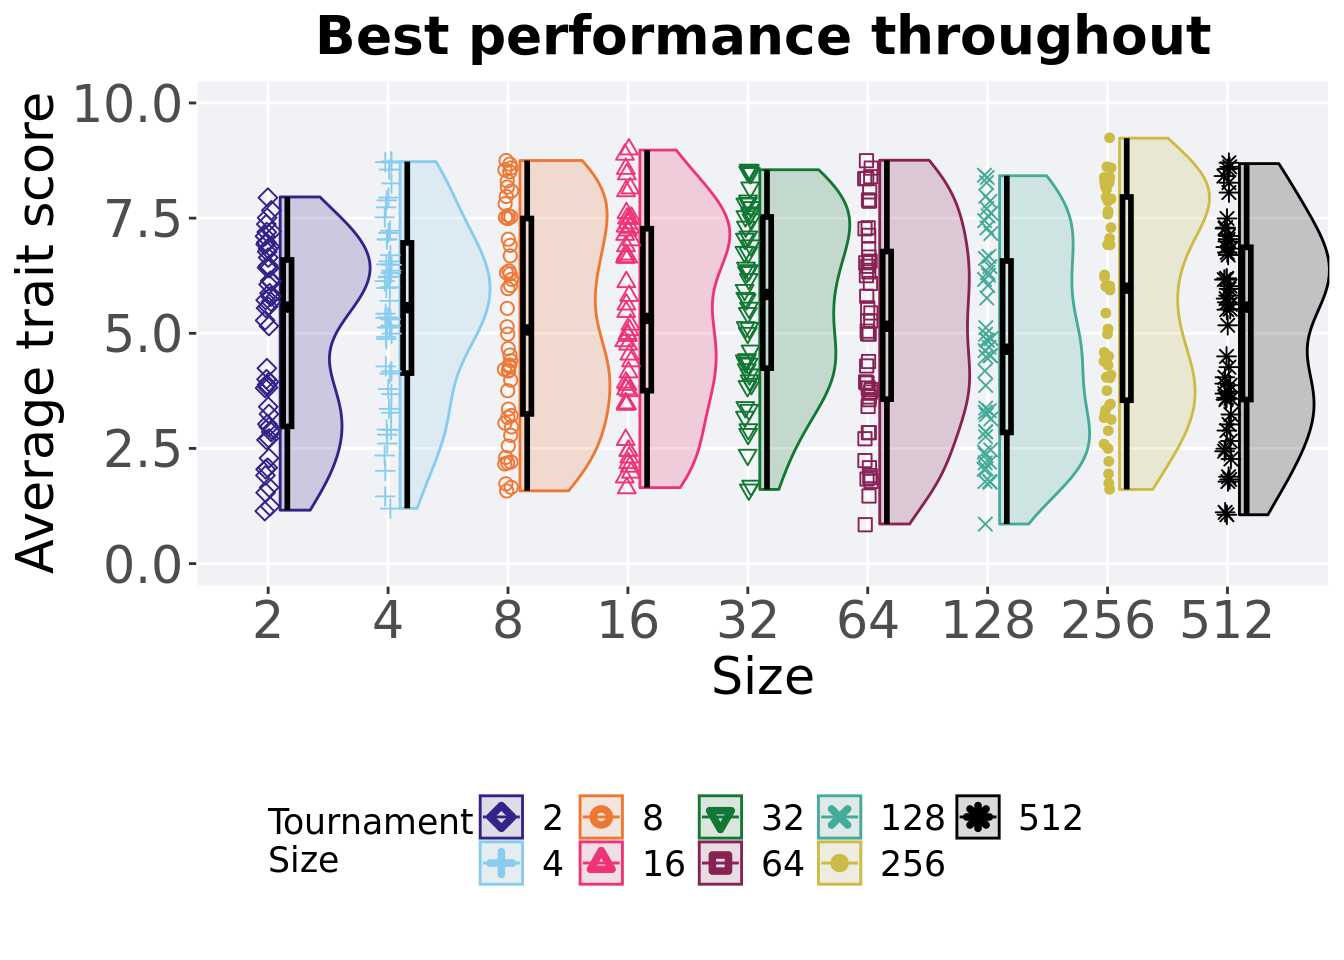 Best performance throughout
Average trait score
10.0
7.5
5.0
2.5
0.0
2 4 8 16 32 64 128 256 512
Size
Tournament
Size
2 8 32 128 512
4 16 64 256